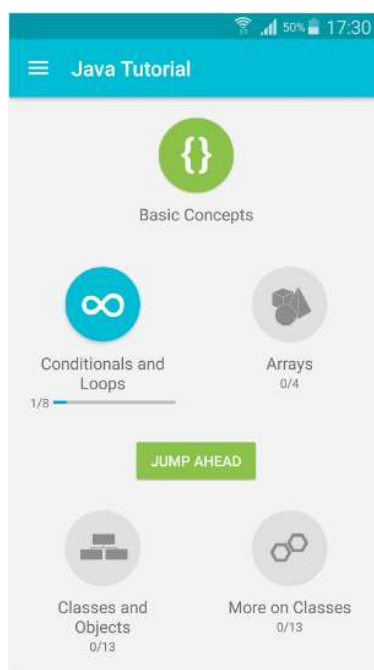 50% 17:30
Java Tutorial
{}
Basic Concepts
Conditionals and
Loops
1/8
Arrays
0/4
JUMP AHEAD
Classes and
Objects
0/13
More on Classes
0/13